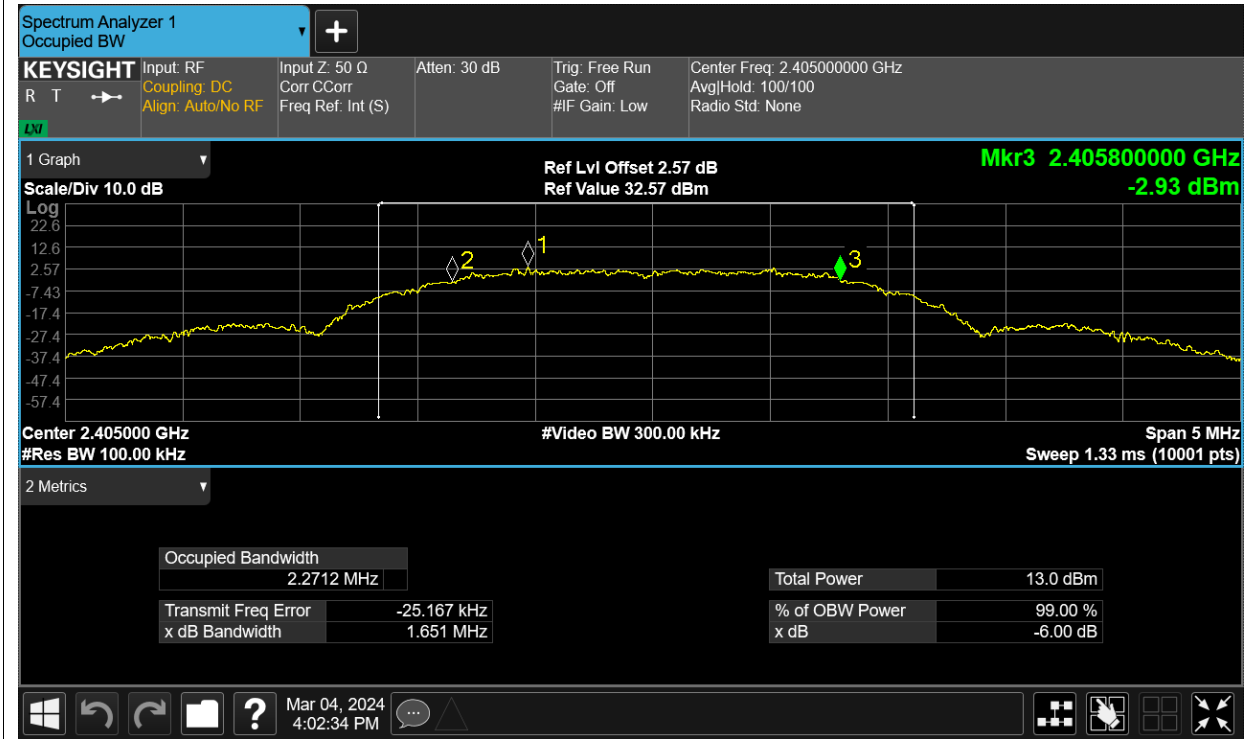 Spectrum Analyzer 1
Occupied BW
KEYSIGHT
R T
LXI
Input: RF
Coupling: DC
Align: Auto/No RF
Input Z: 50 Ω
Corr CCorr
Freq Ref: Int (S)
Atten: 30 dB
Trig: Free Run
Gate: Off
#IF Gain: Low
Center Freq: 2.405000000 GHz
Avg|Hold: 100/100
Radio Std: None
1 Graph
Scale/Div 10.0 dB
Ref Lvl Offset 2.57 dB
Ref Value 32.57 dBm
Mkr3 2.405800000 GHz
-2.93 dBm
Log
22.6
12.6
2.57
-7.43
-17.4
-27.4
-37.4
-47.4
-57.4
2
1
3
Center 2.405000 GHz
#Video BW 300.00 kHz
Span 5 MHz
#Res BW 100.00 kHz
Sweep 1.33 ms (10001 pts)
2 Metrics
Occupied Bandwidth
2.2712 MHz
Total Power 13.0 dBm
Transmit Freq Error -25.167 kHz
% of OBW Power 99.00 %
x dB Bandwidth 1.651 MHz
x dB -6.00 dB
?
Mar 04, 2024
4:02:34 PM